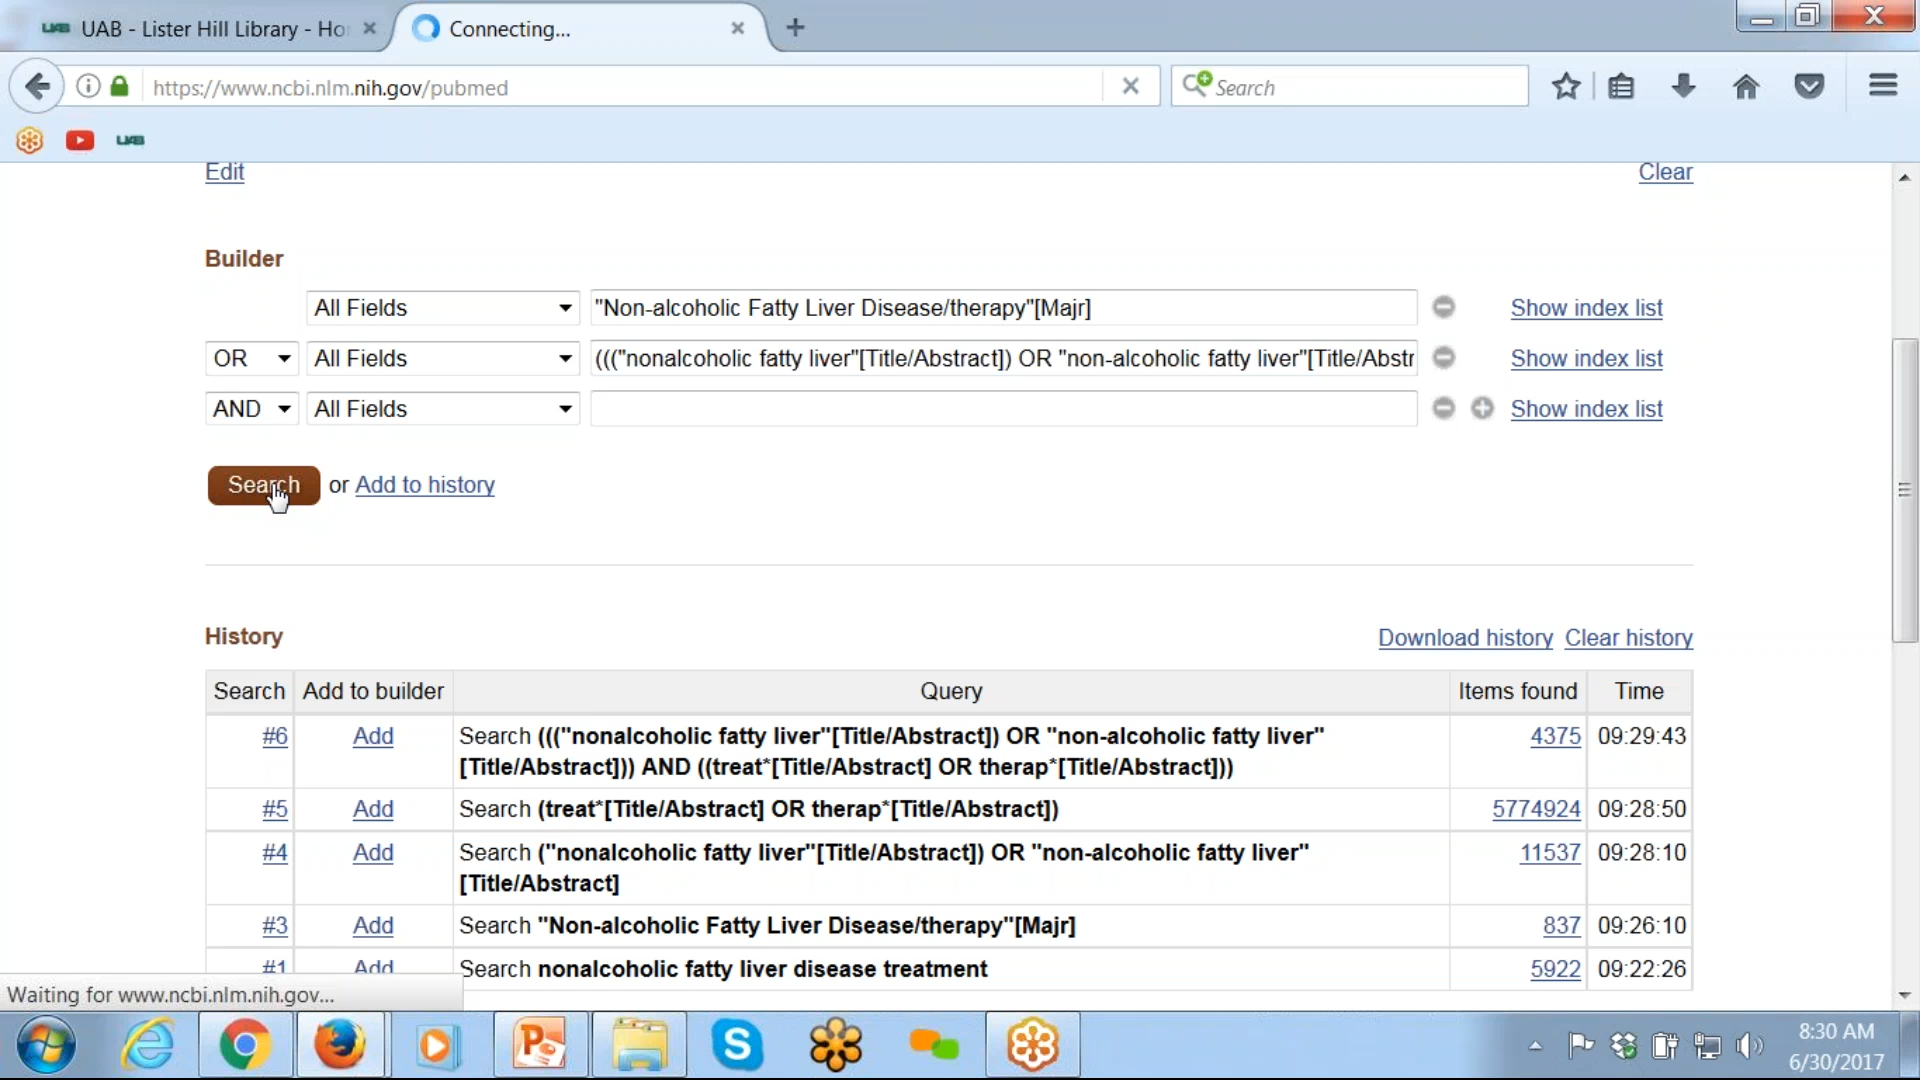 UAB UAB - Lister Hill Library - Ho
Connecting...
https://www.ncbi.nlm.nih.gov/pubmed
Search
UAB
Edit
Clear
Builder
All Fields
"Non-alcoholic Fatty Liver Disease/therapy"[Majr]
Show index list
OR
All Fields
((("nonalcoholic fatty liver"[Title/Abstract]) OR "non-alcoholic fatty liver"[Title/Abstr
Show index list
AND
All Fields
Show index list
Search or Add to history
History
Download history Clear history
Search Add to builder Query Items found Time
#6 Add Search ((("nonalcoholic fatty liver"[Title/Abstract]) OR "non-alcoholic fatty liver" 4375 09:29:43
[Title/Abstract])) AND ((treat*[Title/Abstract] OR therap*[Title/Abstract]))
#5 Add Search (treat*[Title/Abstract] OR therap*[Title/Abstract]) 5774924 09:28:50
#4 Add Search ("nonalcoholic fatty liver"[Title/Abstract]) OR "non-alcoholic fatty liver" 11537 09:28:10
[Title/Abstract]
#3 Add Search "Non-alcoholic Fatty Liver Disease/therapy"[Majr] 837 09:26:10
#1 Add Search nonalcoholic fatty liver disease treatment 5922 09:22:26
Waiting for www.ncbi.nlm.nih.gov...
8:30 AM
6/30/2017